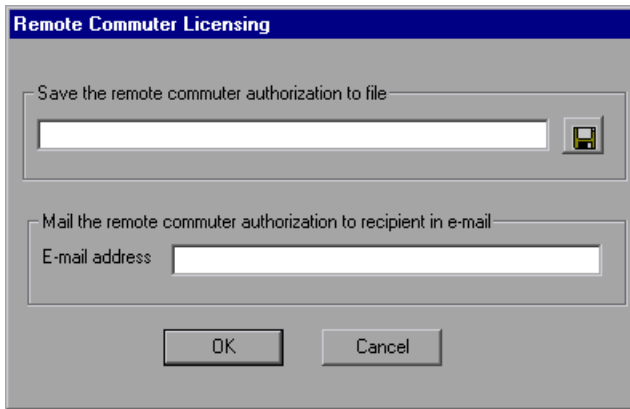 Remote Commuter Licensing
Save the remote commuter authorization to file
Mail the remote commuter authorization to recipient in e-mail
E-mail address
OK
Cancel